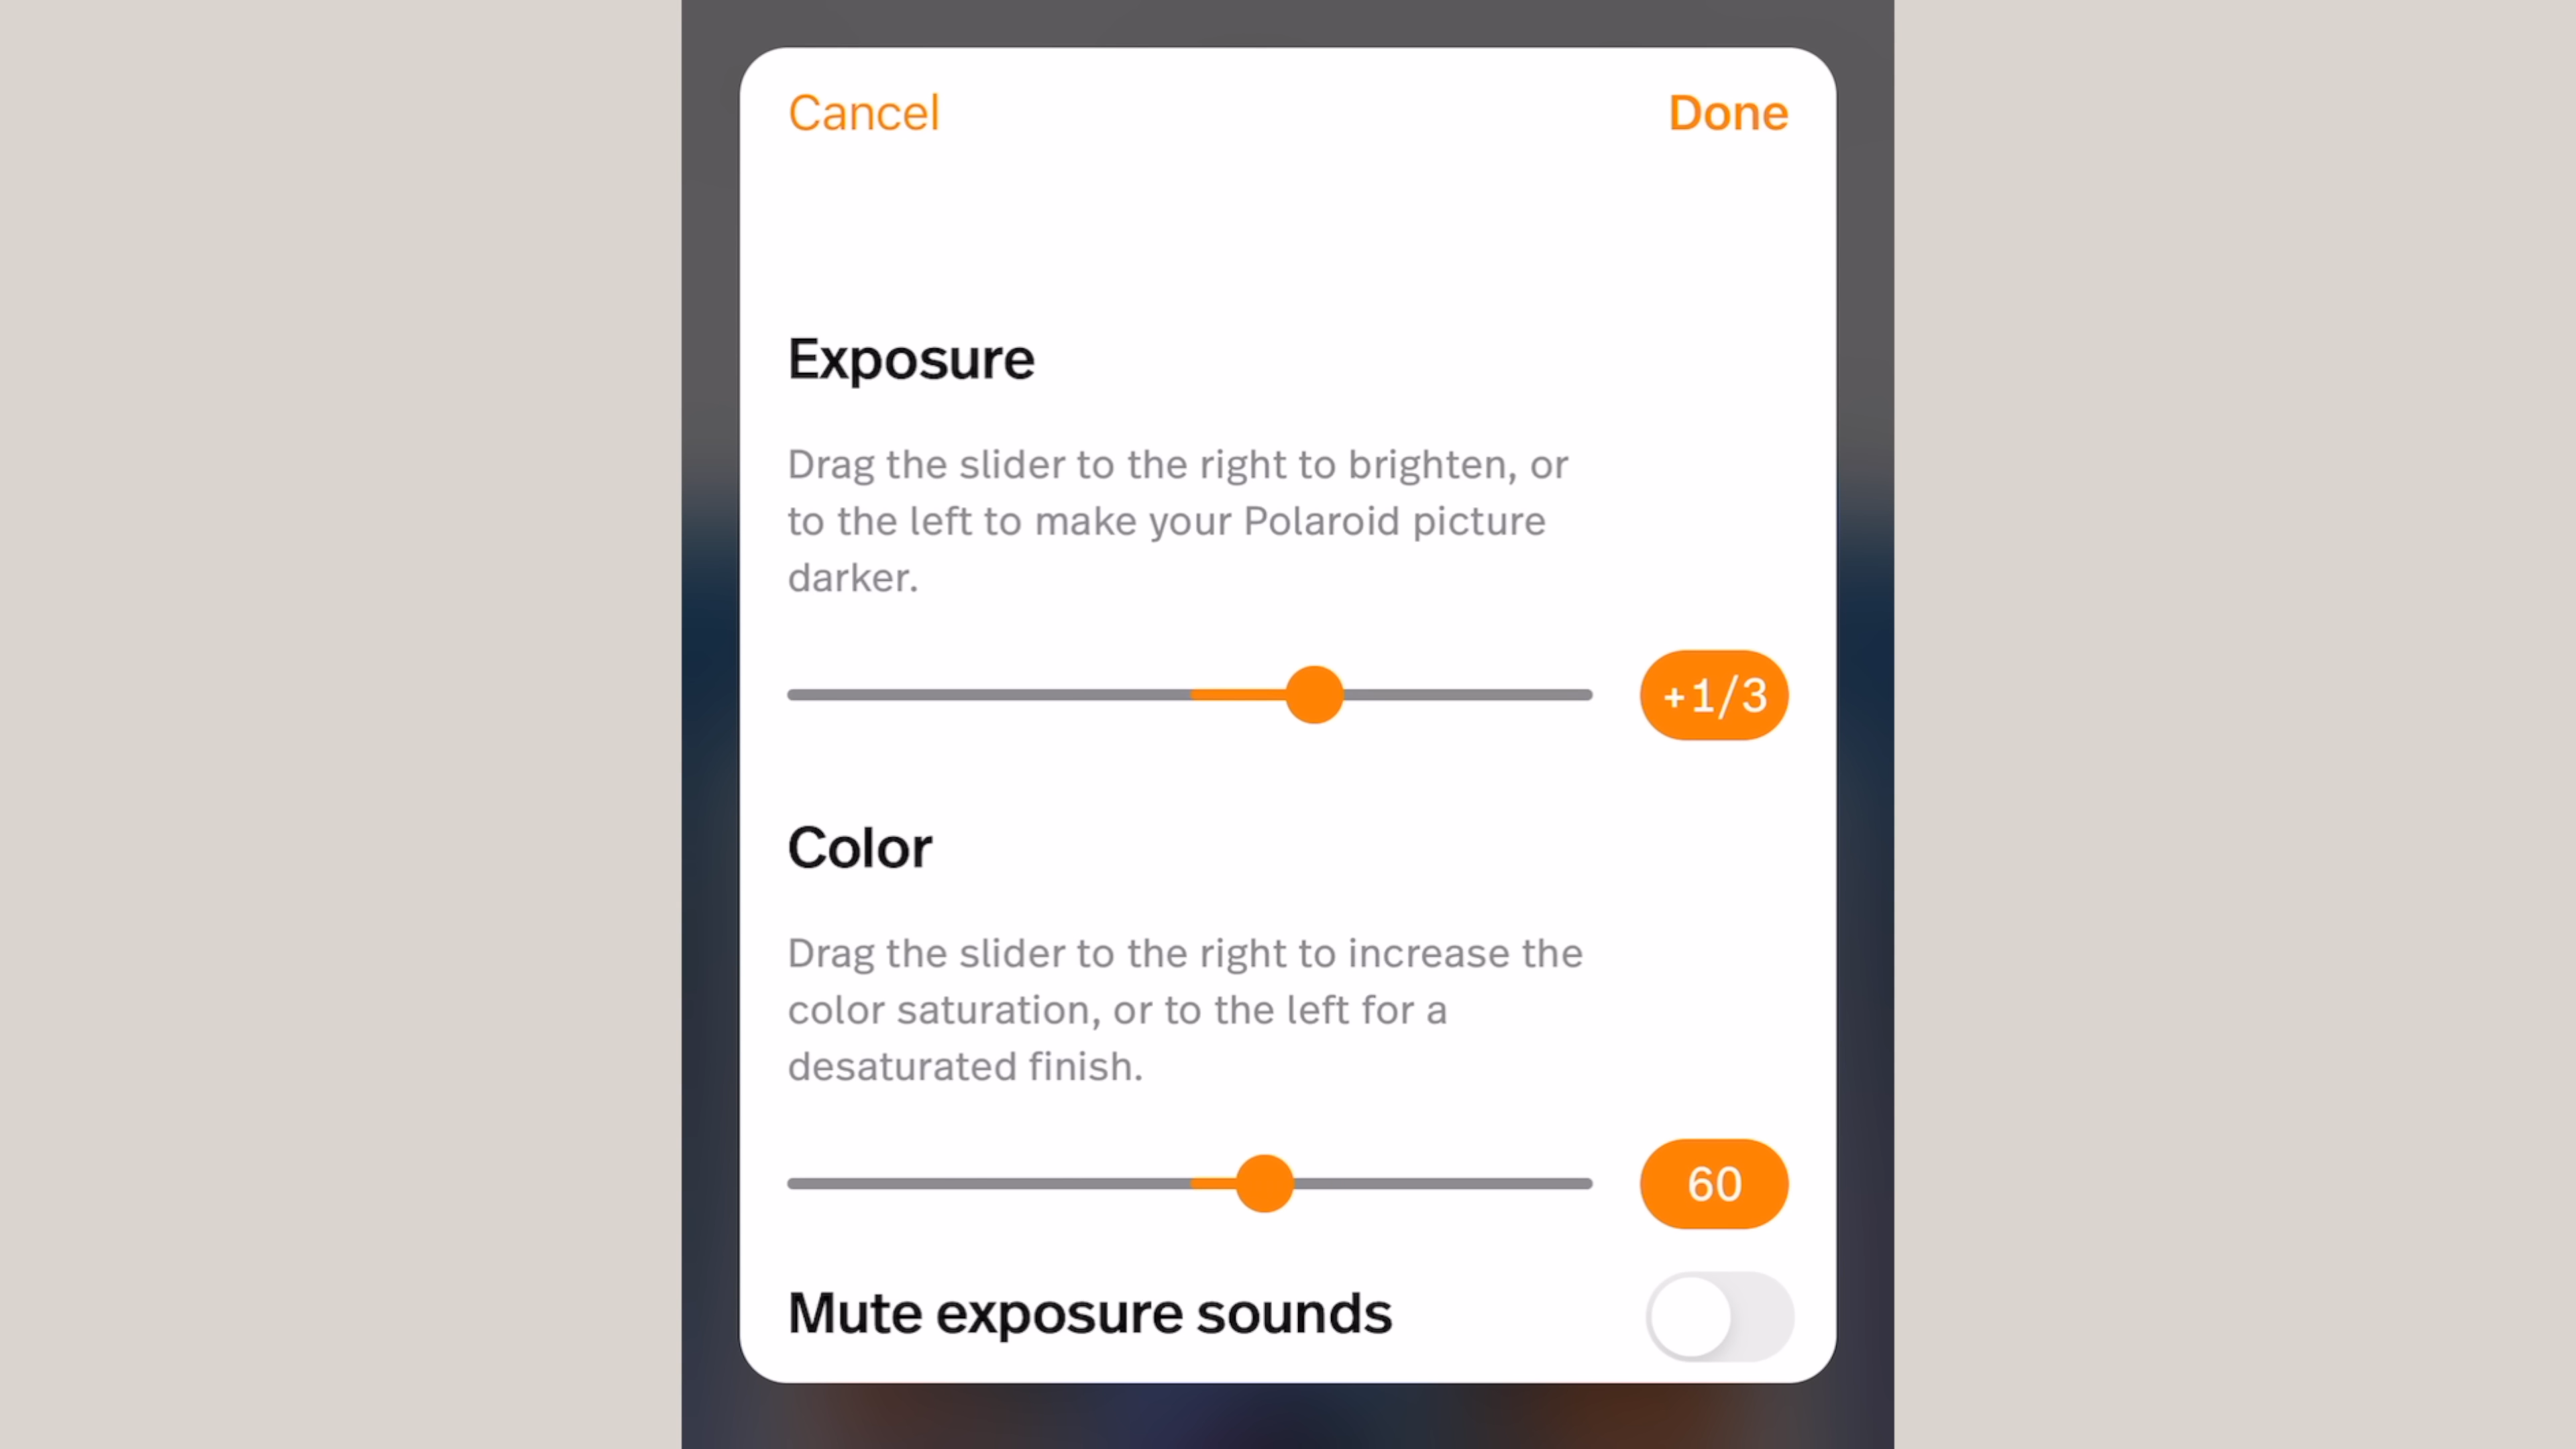 Cancel
Done
Exposure
Drag the slider to the right to brighten, or
to the left to make your Polaroid picture
darker.
+1/3
Color
Drag the slider to the right to increase the
color saturation, or to the left for a
desaturated finish.
60
Mute exposure sounds